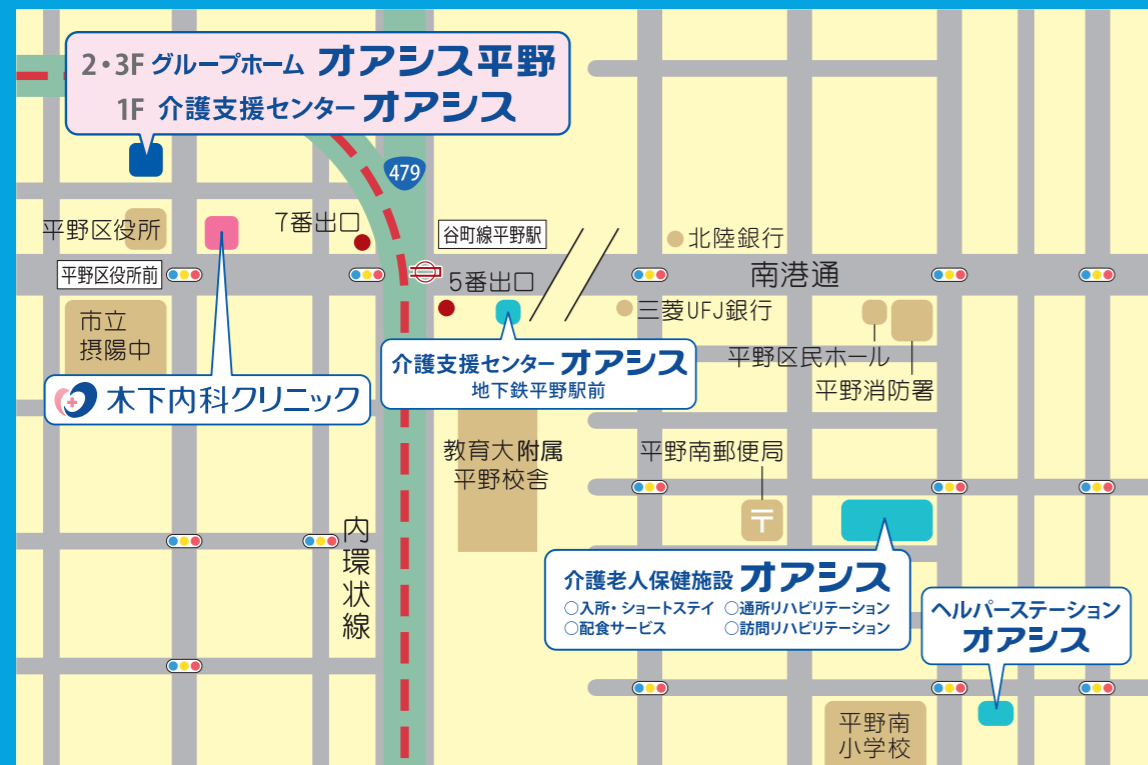 2・3F グループホーム オアシス平野
1F 介護支援センター オアシス
479
平野区役所
7番出口
谷町線平野駅
北陸銀行
平野区役所前
5番出口
南港通
市立
摂陽中
三菱UFJ銀行
平野区民ホール
平野消防署
介護支援センター オアシス
地下鉄平野駅前
木下内科クリニック
教育大附属
平野校舎
平野南郵便局
〒
内環状線
介護老人保健施設 オアシス
○入所・ショートステイ ○通所リハビリテーション
○配食サービス ○訪問リハビリテーション
ヘルパーステーション
オアシス
平野南
小学校